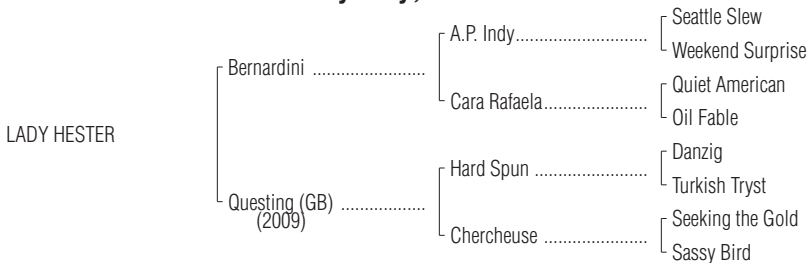 Seattle Slew
A.P. Indy
Weekend Surprise
Bernardini
Quiet American
Cara Rafaela
Oil Fable
LADY HESTER
Danzig
Hard Spun
Turkish Tryst
Questing (GB)
(2009)
Seeking the Gold
Chercheuse
Sassy Bird